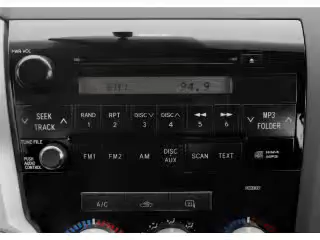 PWR·VOL
94.9
SEEK TRACK
RAND 1
RPT 2
DISC ∨ 3
DISC ∧ 4
◀◀ 5
▶▶ 6
MP3 FOLDER
TUNE·FILE
PUSH AUDIO CONTROL
FM1
FM2
AM
DISC AUX
SCAN
TEXT
A/C